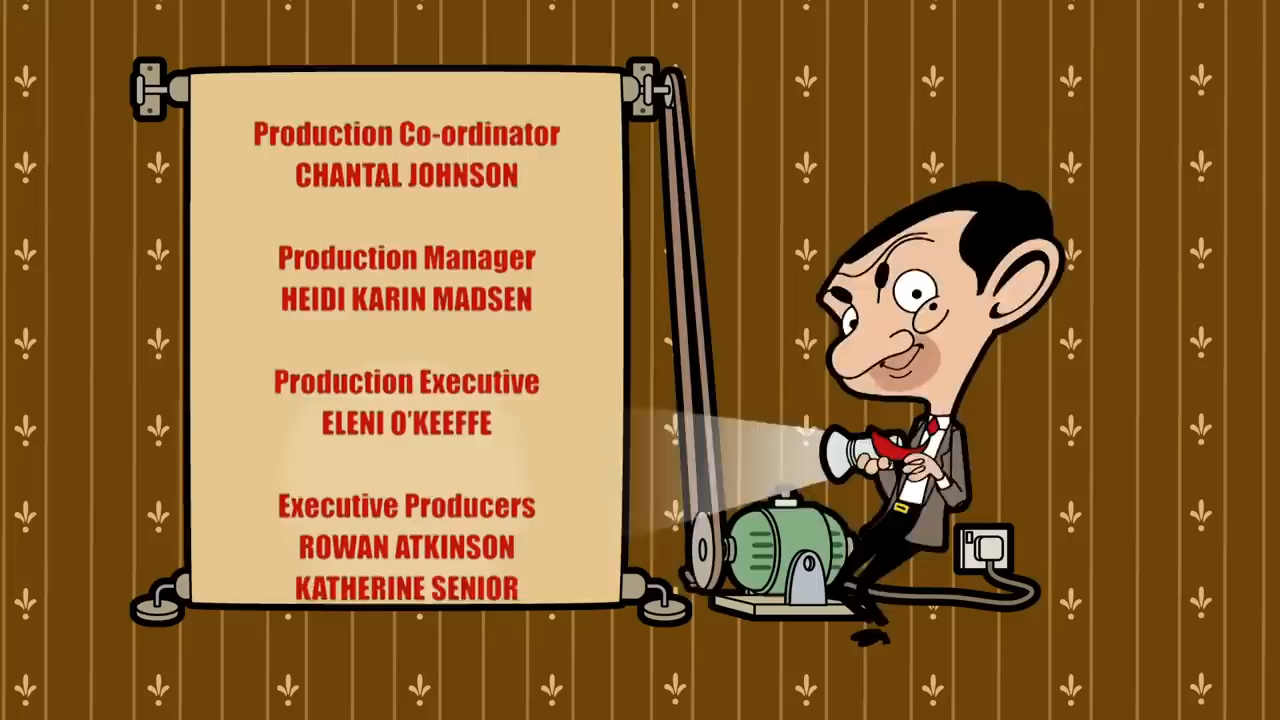 Production Co-ordinator
CHANTAL JOHNSON
Production Manager
HEIDI KARIN MADSEN
Production Executive
ELENI O'KEEFFE
Executive Producers
ROWAN ATKINSON
KATHERINE SENIOR